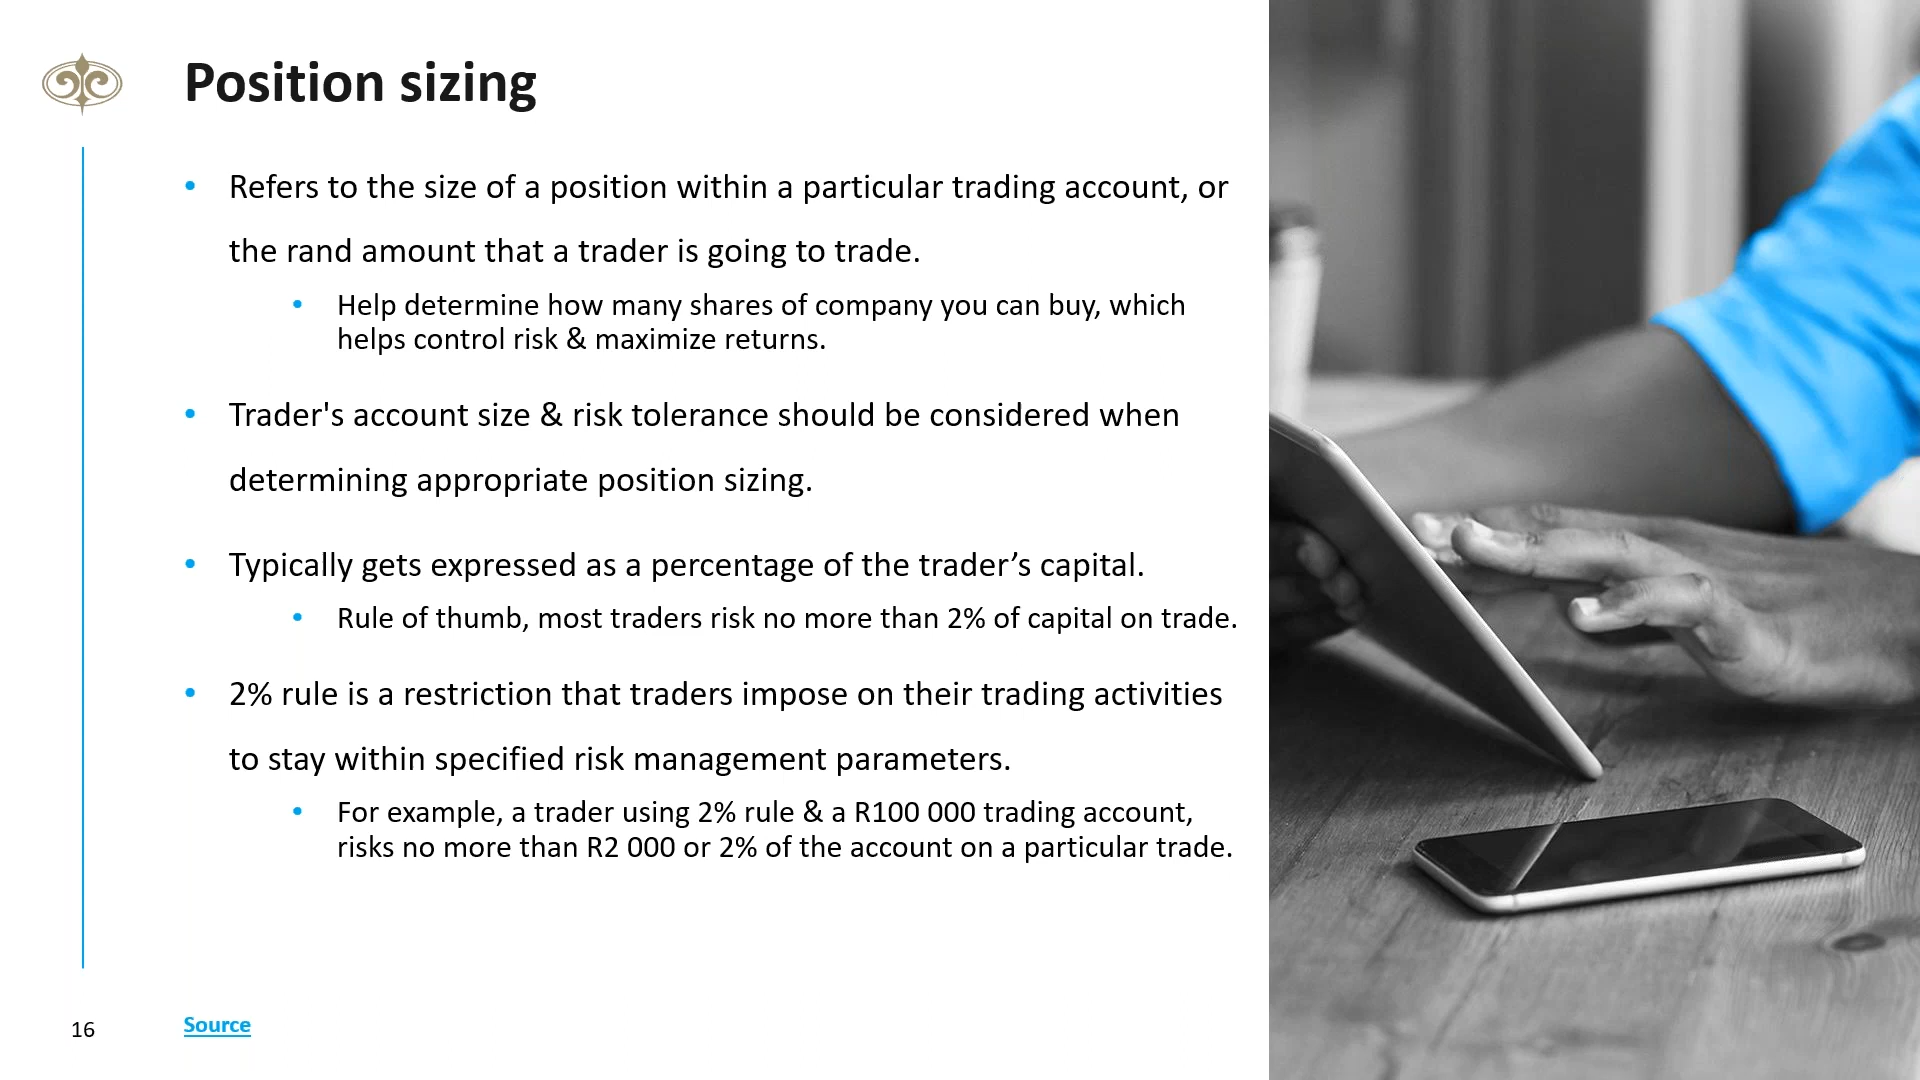 Position sizing
• Refers to the size of a position within a particular trading account, or
the rand amount that a trader is going to trade.
• Help determine how many shares of company you can buy, which
helps control risk & maximize returns.
• Trader's account size & risk tolerance should be considered when
determining appropriate position sizing.
• Typically gets expressed as a percentage of the trader’s capital.
• Rule of thumb, most traders risk no more than 2% of capital on trade.
• 2% rule is a restriction that traders impose on their trading activities
to stay within specified risk management parameters.
• For example, a trader using 2% rule & a R100 000 trading account,
risks no more than R2 000 or 2% of the account on a particular trade.
16
Source